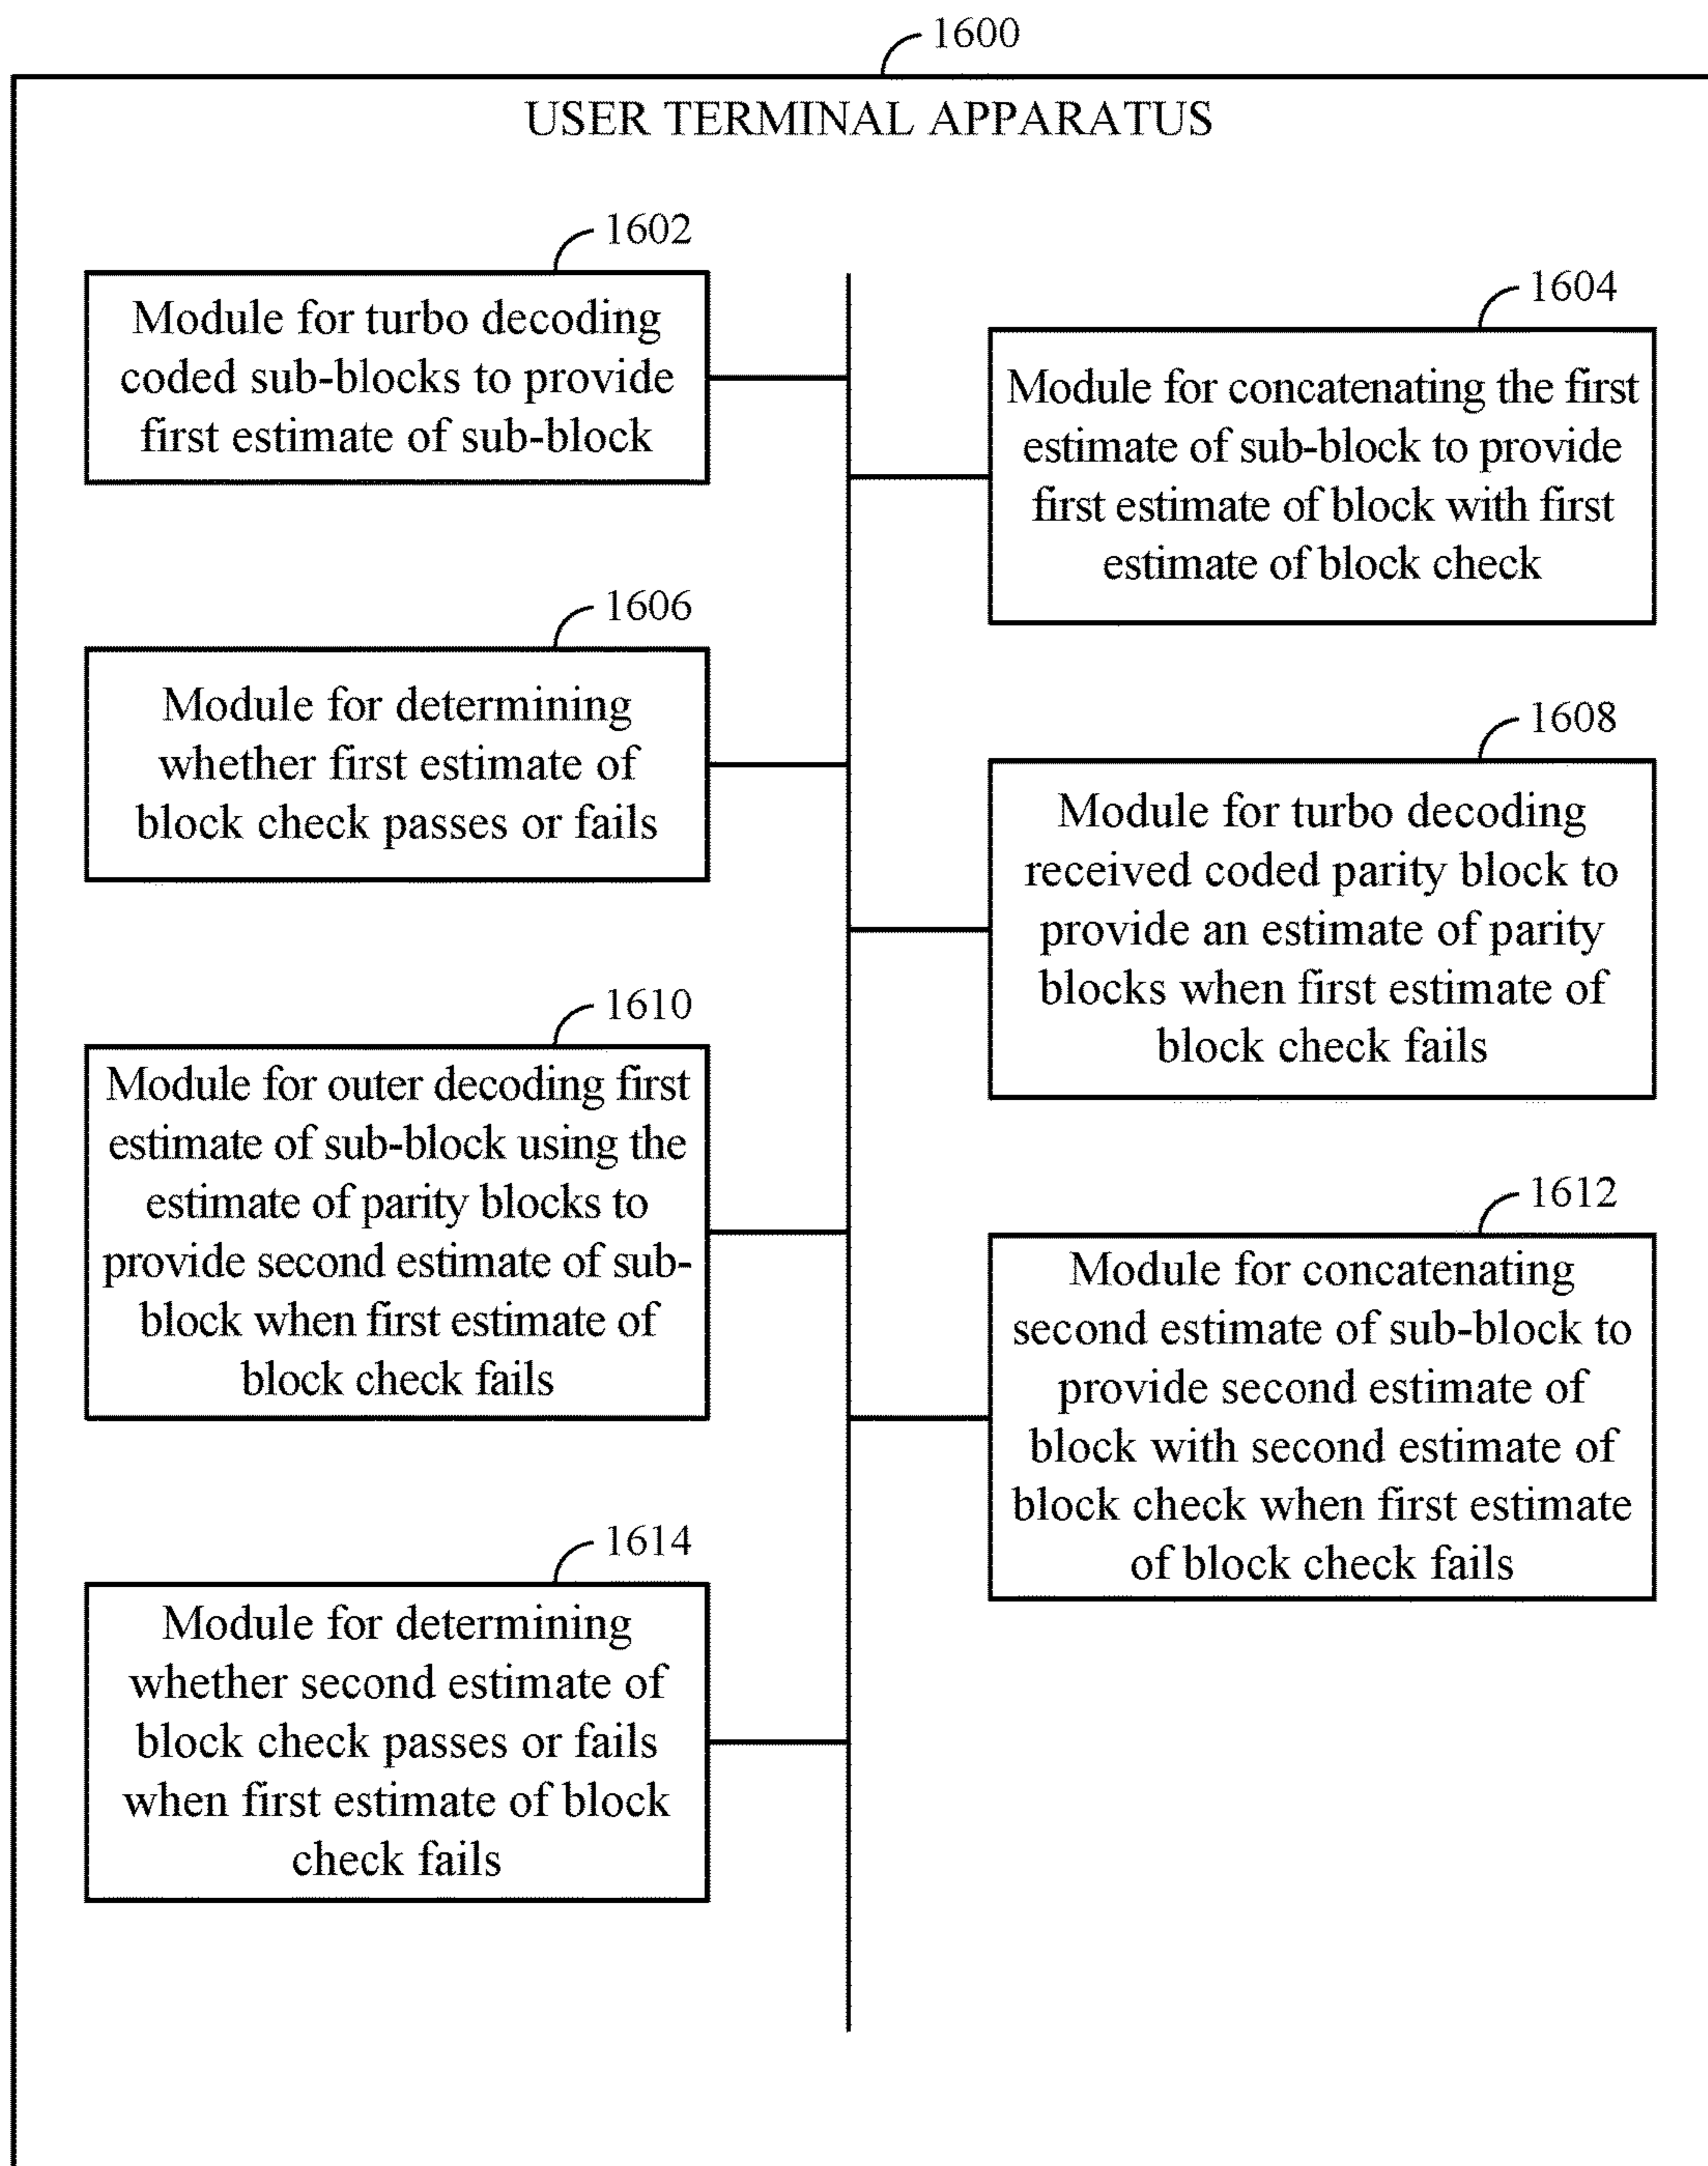 1600
USER TERMINAL APPARATUS
1602
Module for turbo decoding
coded sub-blocks to provide
first estimate of sub-block
1604
Module for concatenating the first
estimate of sub-block to provide
first estimate of block with first
estimate of block check
1606
Module for determining
whether first estimate of
block check passes or fails
1608
Module for turbo decoding
received coded parity block to
provide an estimate of parity
blocks when first estimate of
block check fails
1610
Module for outer decoding first
estimate of sub-block using the
estimate of parity blocks to
provide second estimate of sub-
block when first estimate of
block check fails
1612
Module for concatenating
second estimate of sub-block to
provide second estimate of
block with second estimate of
block check when first estimate
of block check fails
1614
Module for determining
whether second estimate of
block check passes or fails
when first estimate of block
check fails